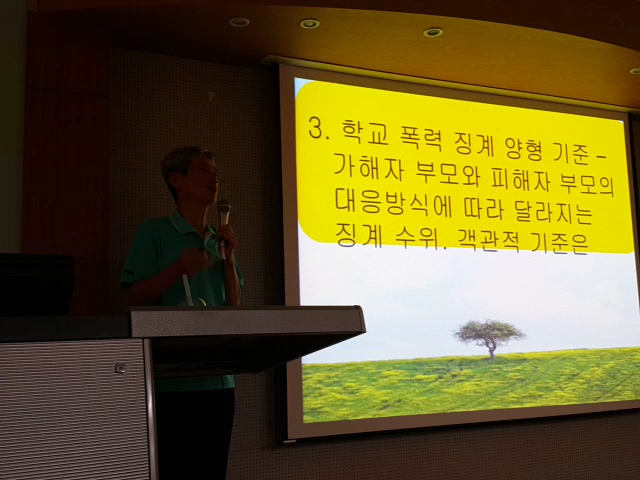 3. 학교 폭력 징계 양형 기준 –
가해자 부모와 피해자 부모의
대응방식에 따라 달라지는
징계 수위. 객관적 기준은